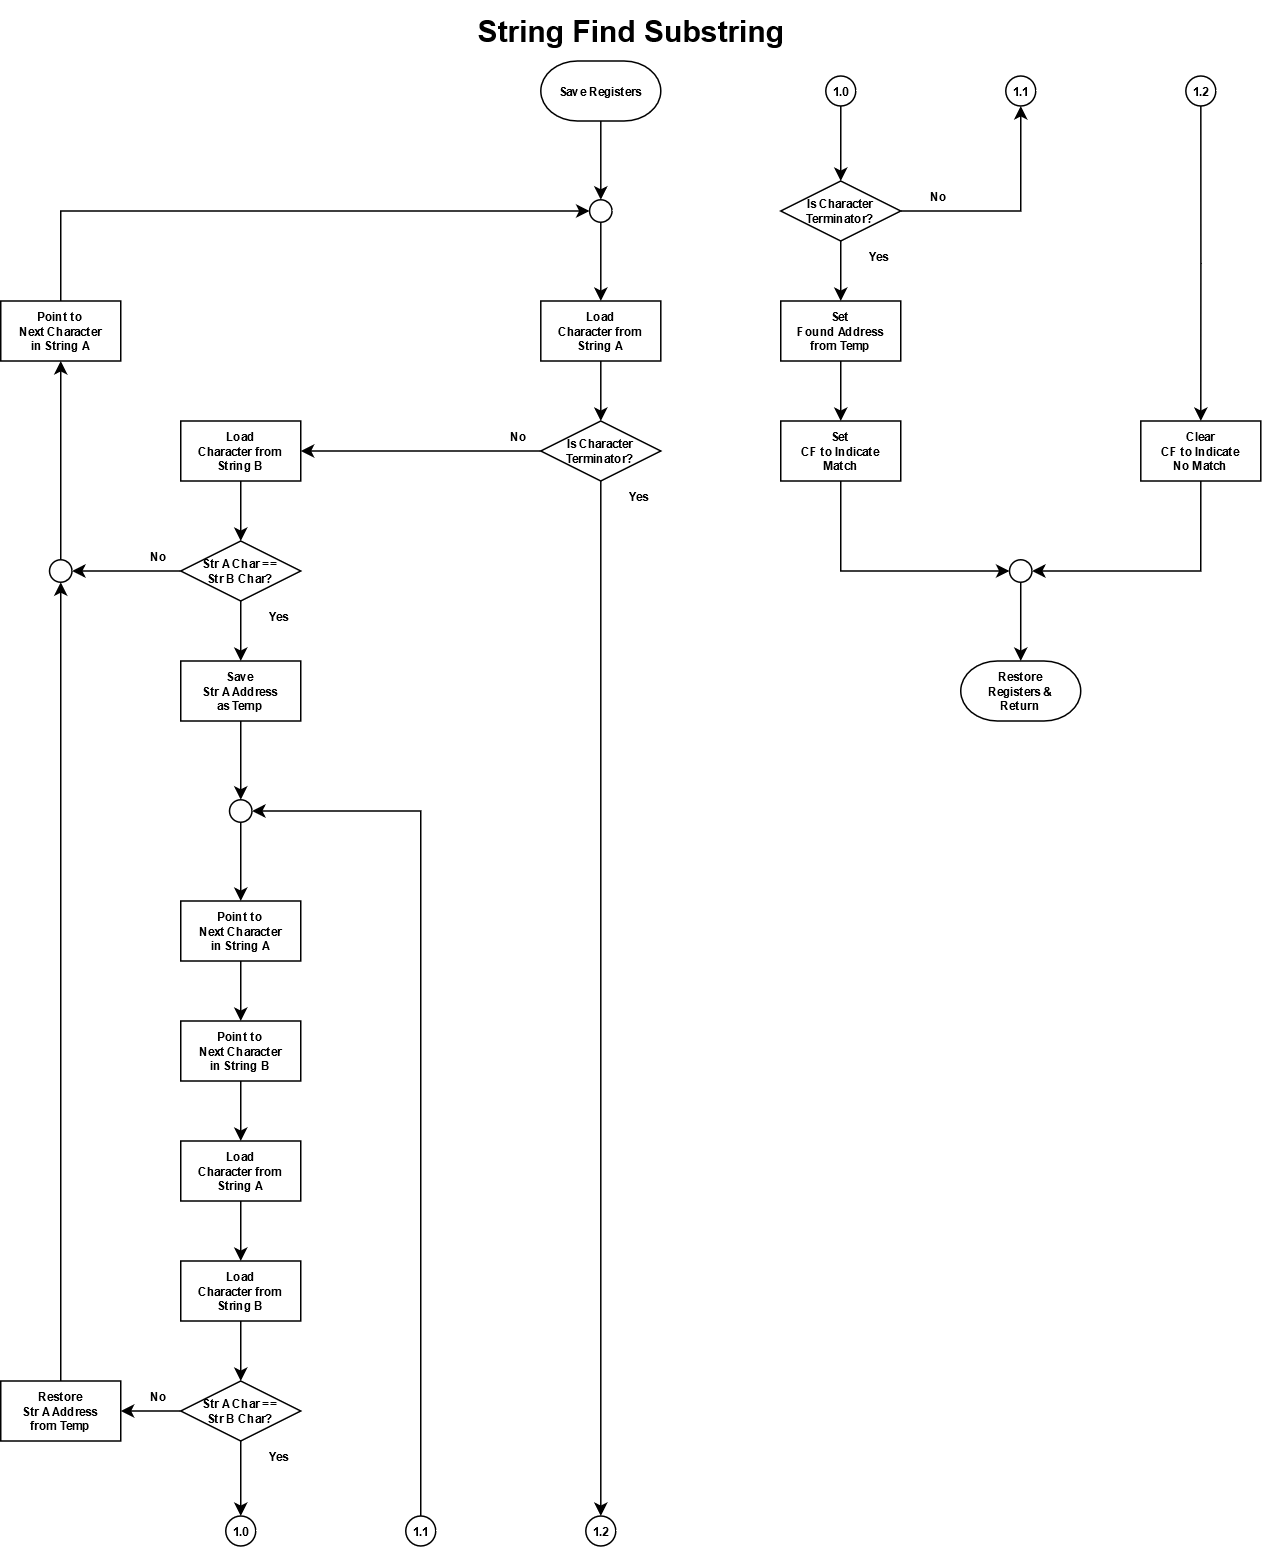 String Find Substring
Save Registers
1.0
1.1
1.2
Is Character
Terminator?
No
Yes
Point to
Next Character
in String A
Load
Character from
String A
Set
Found Address
from Temp
Load
Character from
String B
No
Is Character
Terminator?
Yes
Set
CF to Indicate
Match
Clear
CF to Indicate
No Match
No
Str A Char ==
Str B Char?
Yes
Save
Str A Address
as Temp
Restore
Registers &
Return
Point to
Next Character
in String A
Point to
Next Character
in String B
Load
Character from
String A
Load
Character from
String B
Restore
Str A Address
from Temp
No
Str A Char ==
Str B Char?
Yes
1.0
1.1
1.2